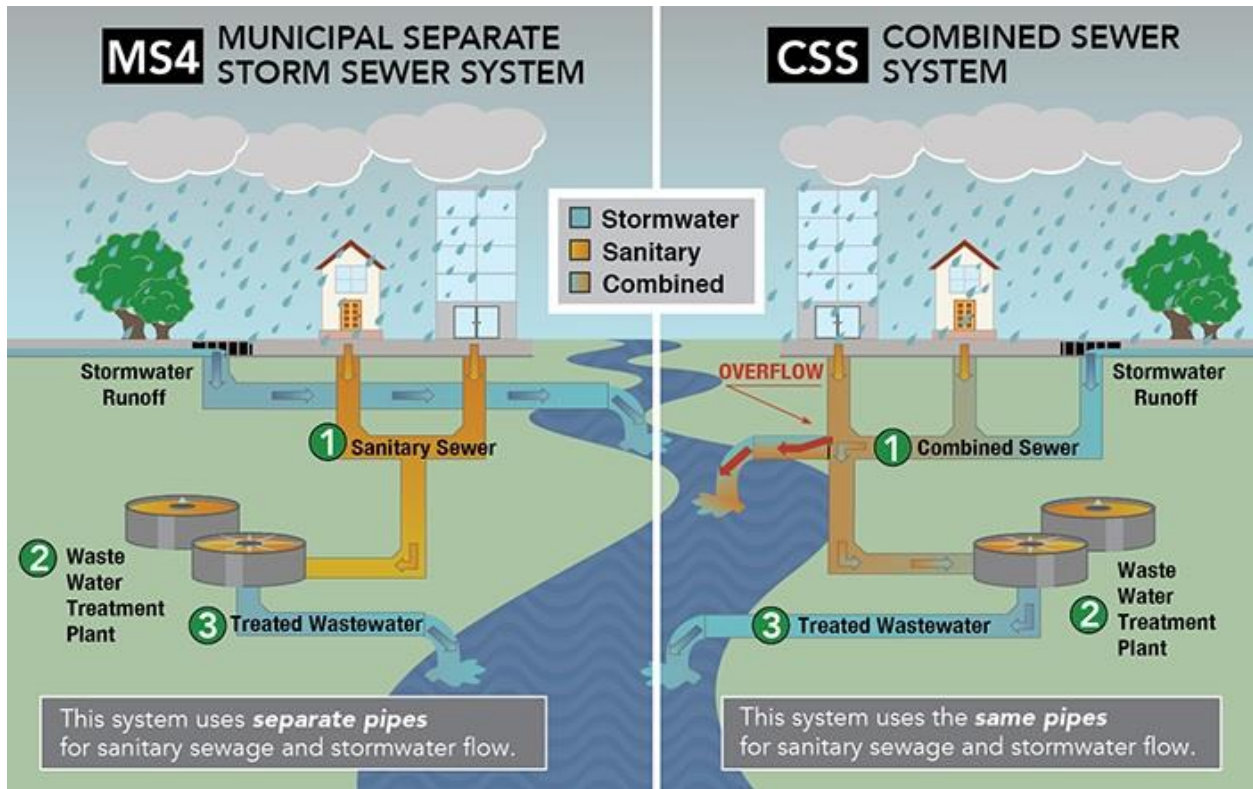 MS4 MUNICIPAL SEPARATE
STORM SEWER SYSTEM
Stormwater
Runoff
1 Sanitary Sewer
2 Waste
Water
Treatment
Plant
3 Treated Wastewater
This system uses separate pipes
for sanitary sewage and stormwater flow.
Stormwater
Sanitary
Combined
CSS COMBINED SEWER
SYSTEM
OVERFLOW
Stormwater
Runoff
1 Combined Sewer
Waste
Water
2 Treatment
Plant
3 Treated Wastewater
This system uses the same pipes
for sanitary sewage and stormwater flow.